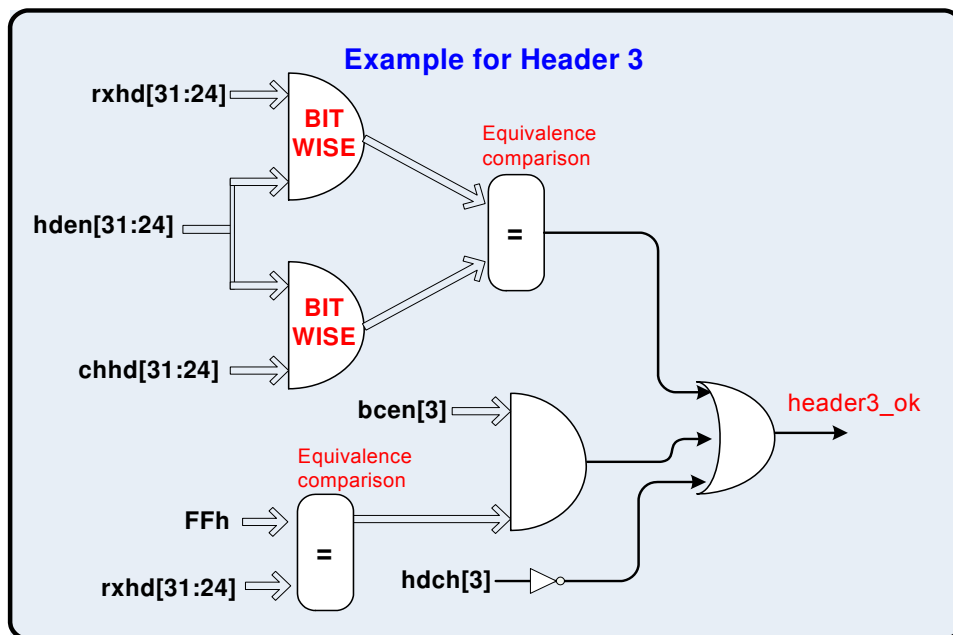 Example for Header 3
rxhd[31:24]
BIT
WISE
Equivalence
comparison
hden[31:24]
=
BIT
WISE
chhd[31:24]
bcen[3]
header3_ok
Equivalence
comparison
FFh
=
rxhd[31:24]
hdch[3]